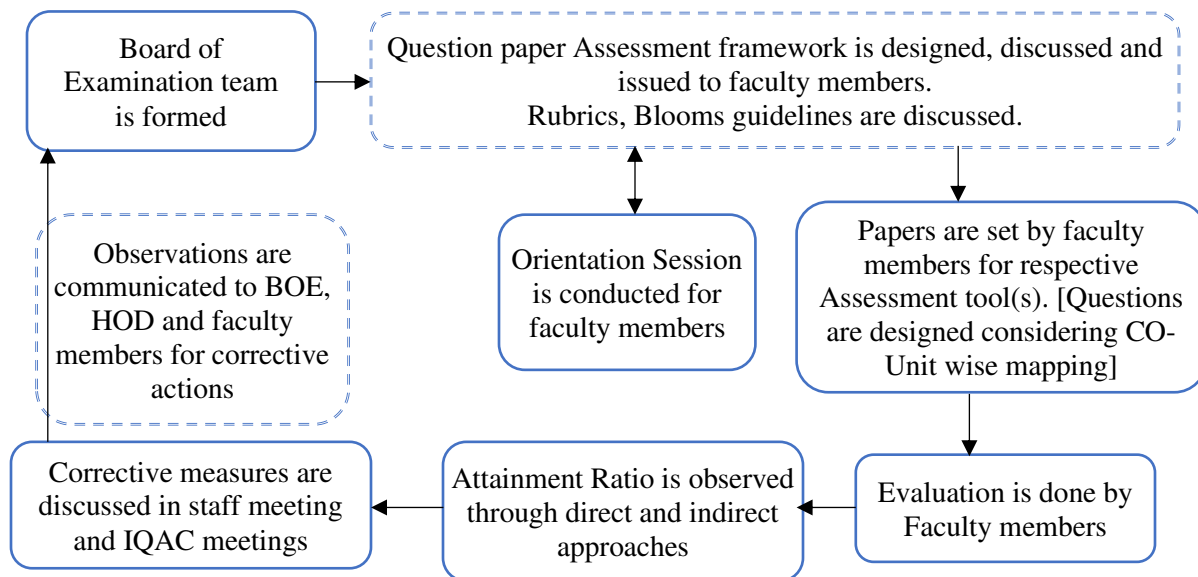 Board of
Examination team
is formed
Question paper Assessment framework is designed, discussed and
issued to faculty members.
Rubrics, Blooms guidelines are discussed.
Orientation Session
is conducted for
faculty members
Papers are set by faculty
members for respective
Assessment tool(s). [Questions
are designed considering CO-
Unit wise mapping]
Evaluation is done by
Faculty members
Attainment Ratio is observed
through direct and indirect
approaches
Corrective measures are
discussed in staff meeting
and IQAC meetings
Observations are
communicated to BOE,
HOD and faculty
members for corrective
actions